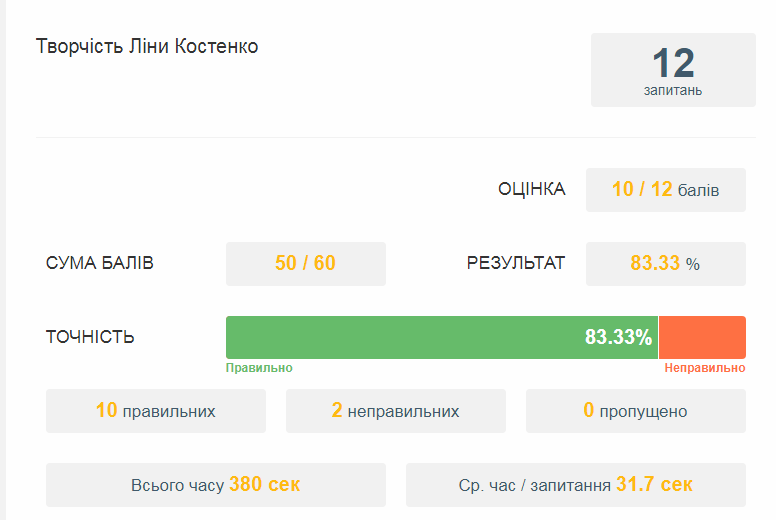 Творчість Ліни Костенко
12
запитань
ОЦІНКА 10 / 12 балів
СУМА БАЛІВ 50 / 60 РЕЗУЛЬТАТ 83.33 %
ТОЧНІСТЬ 83.33%
Правильно Неправильно
10 правильних 2 неправильних 0 пропущено
Всього часу 380 сек Ср. час / запитання 31.7 сек